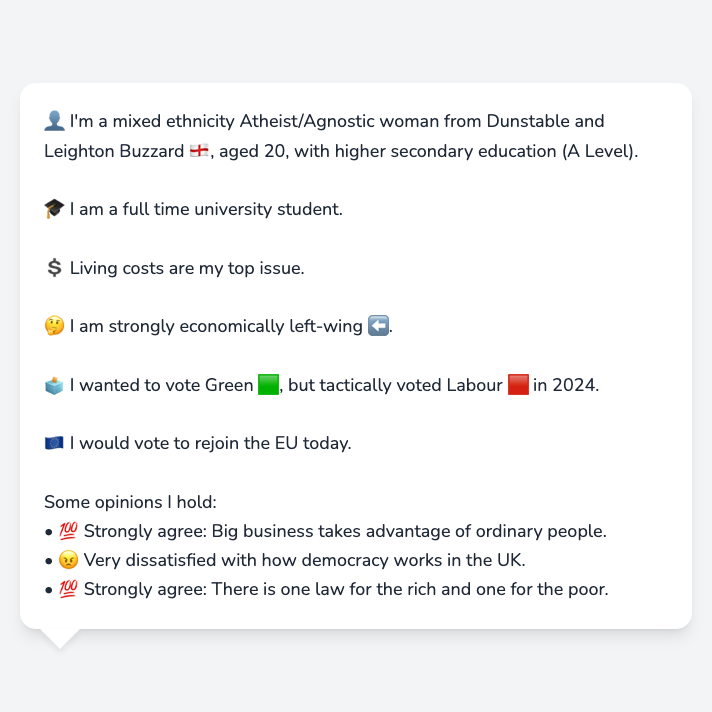 👤 I'm a mixed ethnicity Atheist/Agnostic woman from Dunstable and
Leighton Buzzard 🏴󠁧󠁢󠁥󠁮󠁧󠁿, aged 20, with higher secondary education (A Level).
🎓 I am a full time university student.
💲 Living costs are my top issue.
🤔 I am strongly economically left-wing ⬅️.
🗳️ I wanted to vote Green 🟩, but tactically voted Labour 🟥 in 2024.
🇪🇺 I would vote to rejoin the EU today.
Some opinions I hold:
• 💯 Strongly agree: Big business takes advantage of ordinary people.
• 😠 Very dissatisfied with how democracy works in the UK.
• 💯 Strongly agree: There is one law for the rich and one for the poor.